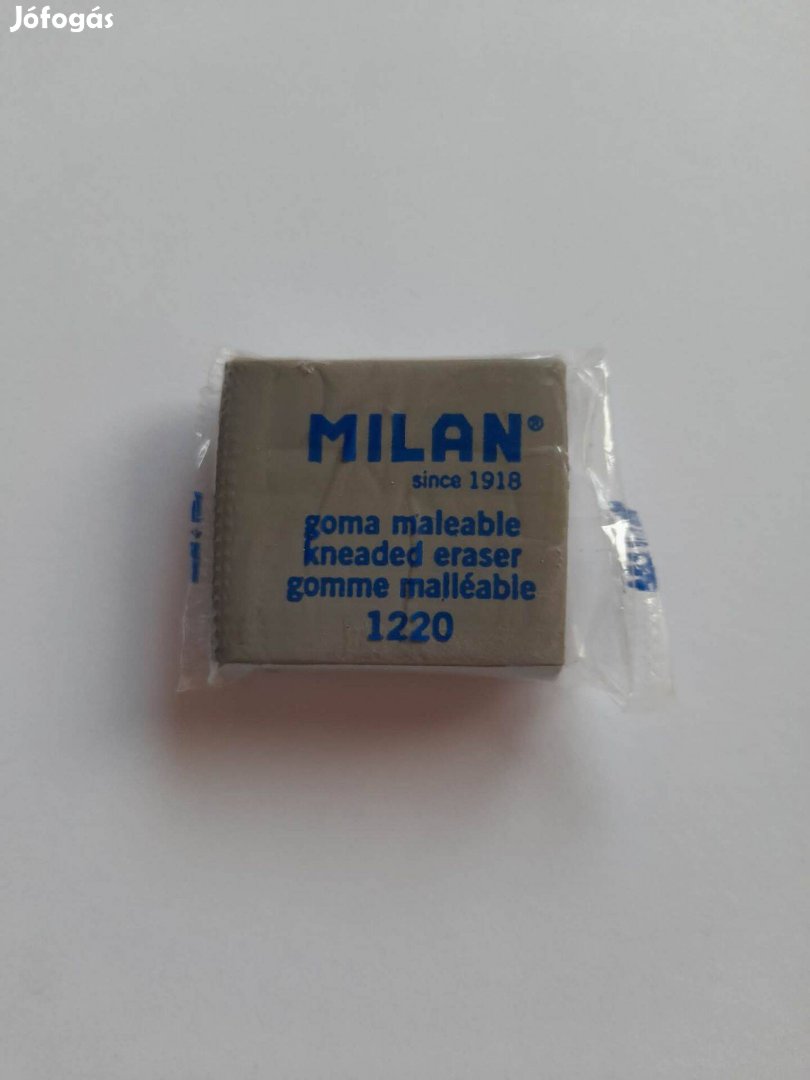 Jófogás
MILAN®
since 1918
goma maleable
kneaded eraser
gomme malléable
1220